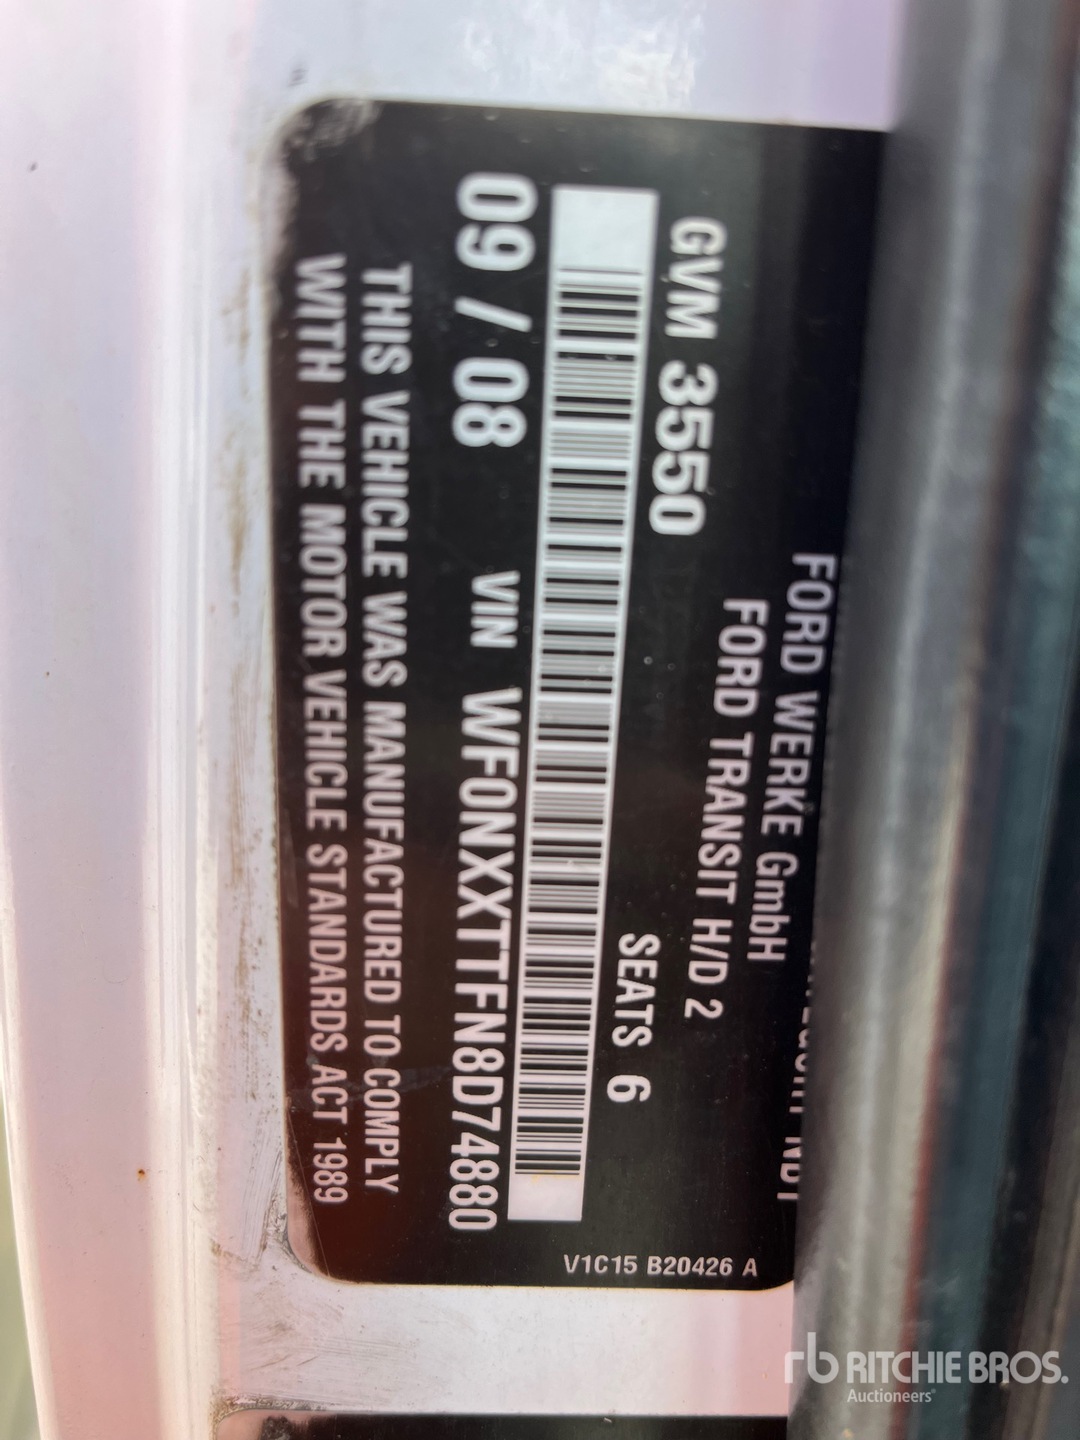 FORD WERKE GmbH
FORD TRANSIT H/D 2
GVM 3550
SEATS 6
09 / 08 VIN WF0NXXTTFN8D74880
THIS VEHICLE WAS MANUFACTURED TO COMPLY
WITH THE MOTOR VEHICLE STANDARDS ACT 1989
V1C15 B20426 A
rb RITCHIE BROS.
Auctioneers